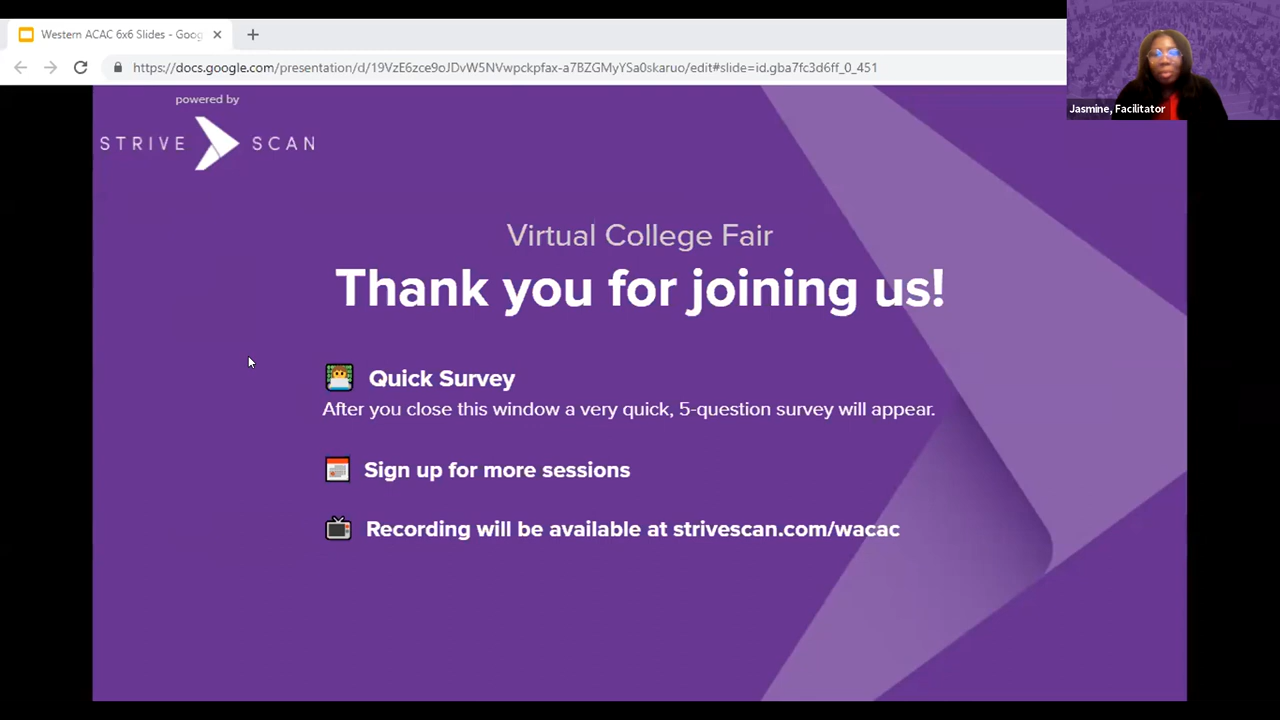 Western ACAC 6x6 Slides - Goog
https://docs.google.com/presentation/d/19VzE6zce9oJDvW5NVwpckpfax-a7BZGMyYSa0skaruo/edit#slide=id.gba7fc3d6ff_0_451
Jasmine, Facilitator
powered by
STRIVE SCAN
Virtual College Fair
Thank you for joining us!
Quick Survey
After you close this window a very quick, 5-question survey will appear.
Sign up for more sessions
Recording will be available at strivescan.com/wacac